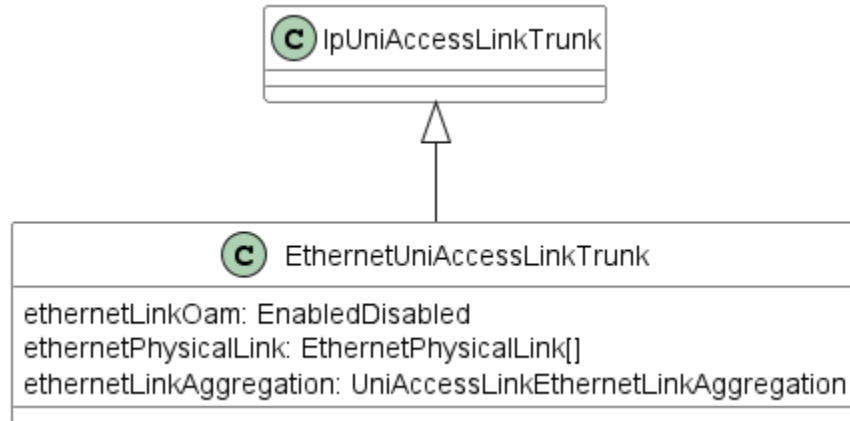 C IpUniAccessLinkTrunk
C EthernetUniAccessLinkTrunk
ethernetLinkOam: EnabledDisabled
ethernetPhysicalLink: EthernetPhysicalLink[]
ethernetLinkAggregation: UniAccessLinkEthernetLinkAggregation